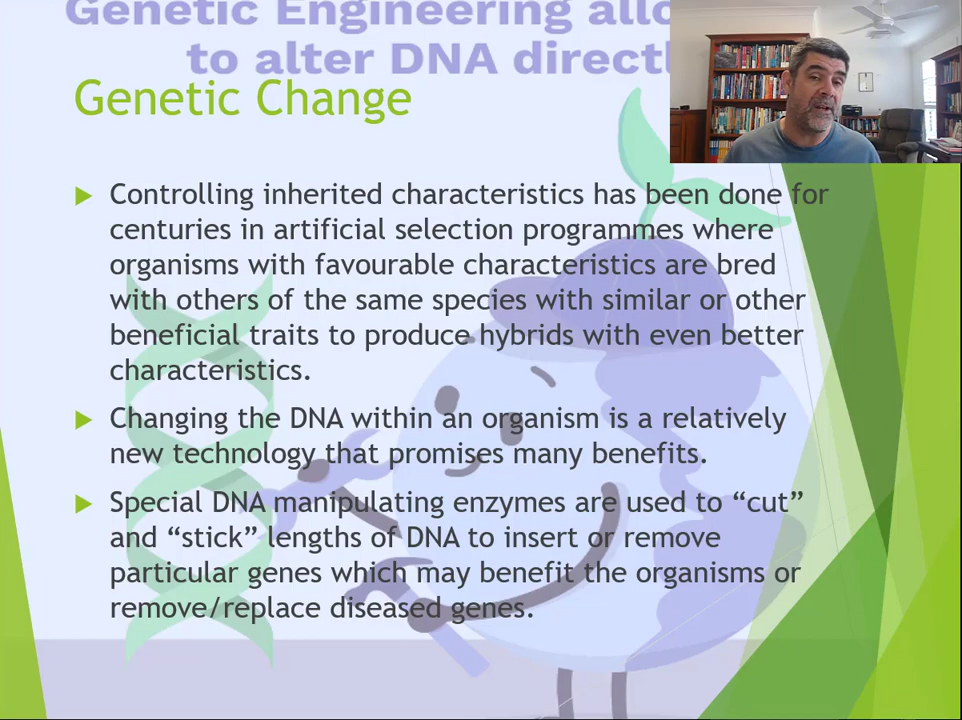 Genetic Engineering allo
to alter DNA directl
Genetic Change
Controlling inherited characteristics has been done for
centuries in artificial selection programmes where
organisms with favourable characteristics are bred
with others of the same species with similar or other
beneficial traits to produce hybrids with even better
characteristics.
Changing the DNA within an organism is a relatively
new technology that promises many benefits.
Special DNA manipulating enzymes are used to “cut”
and “stick” lengths of DNA to insert or remove
particular genes which may benefit the organisms or
remove/replace diseased genes.